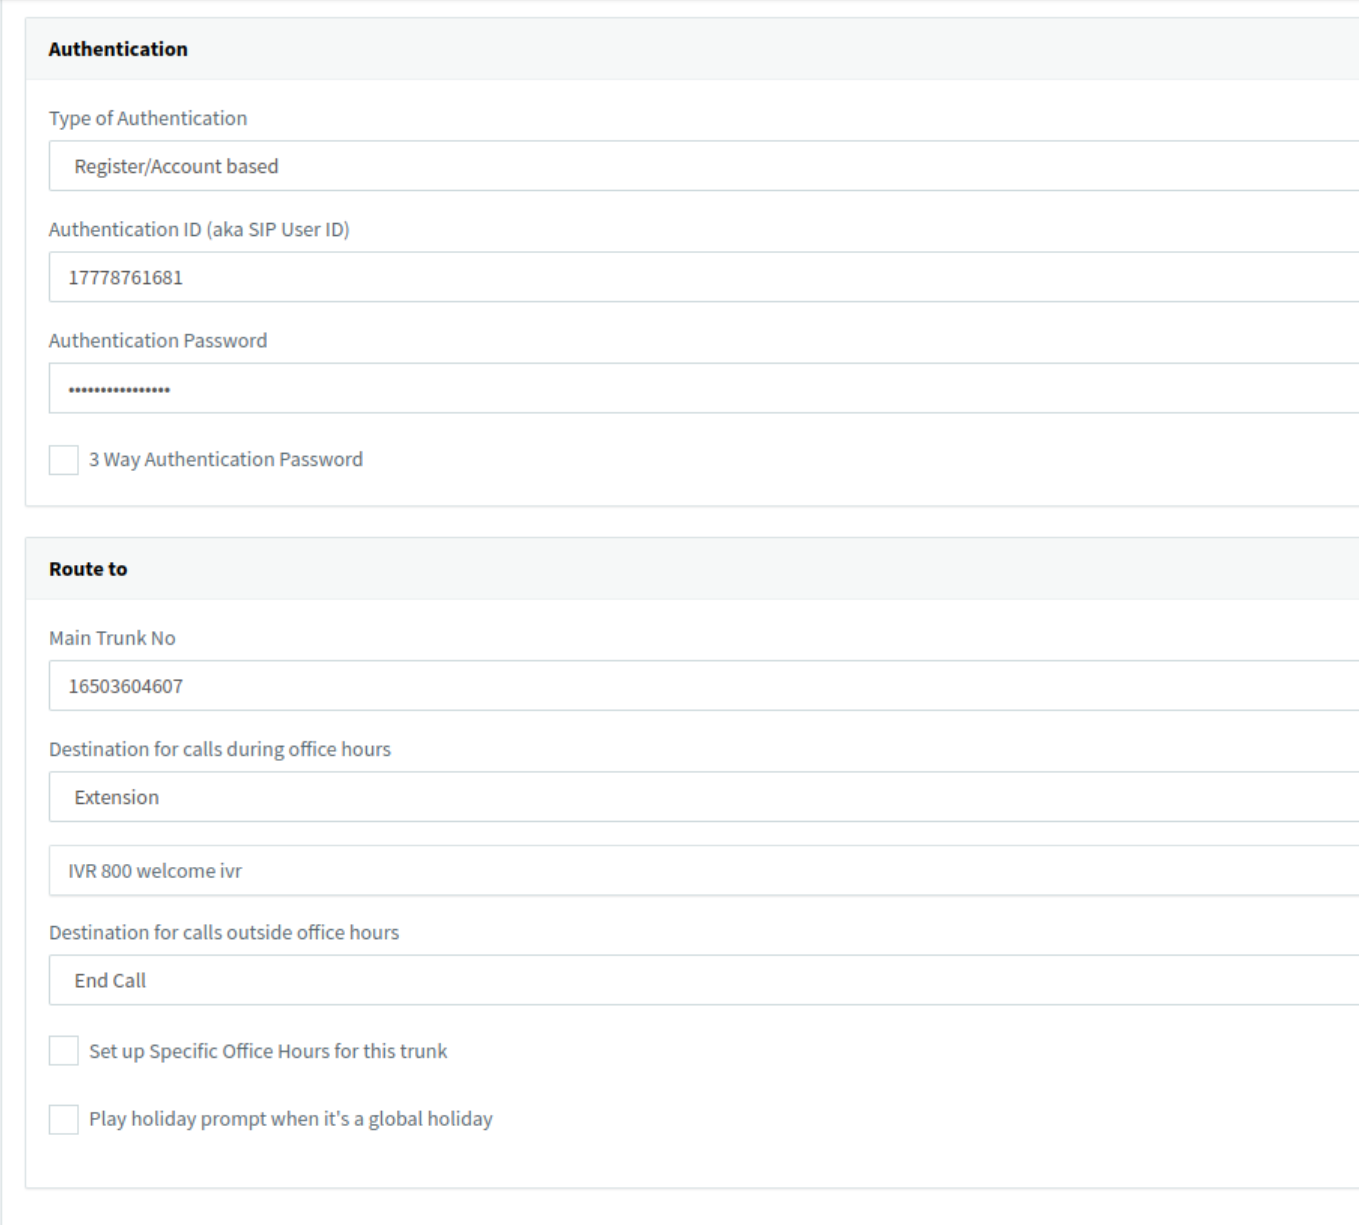 Authentication
Type of Authentication
Register/Account based
Authentication ID (aka SIP User ID)
17778761681
Authentication Password
••••••••••••••••
3 Way Authentication Password
Route to
Main Trunk No
16503604607
Destination for calls during office hours
Extension
IVR 800 welcome ivr
Destination for calls outside office hours
End Call
Set up Specific Office Hours for this trunk
Play holiday prompt when it's a global holiday